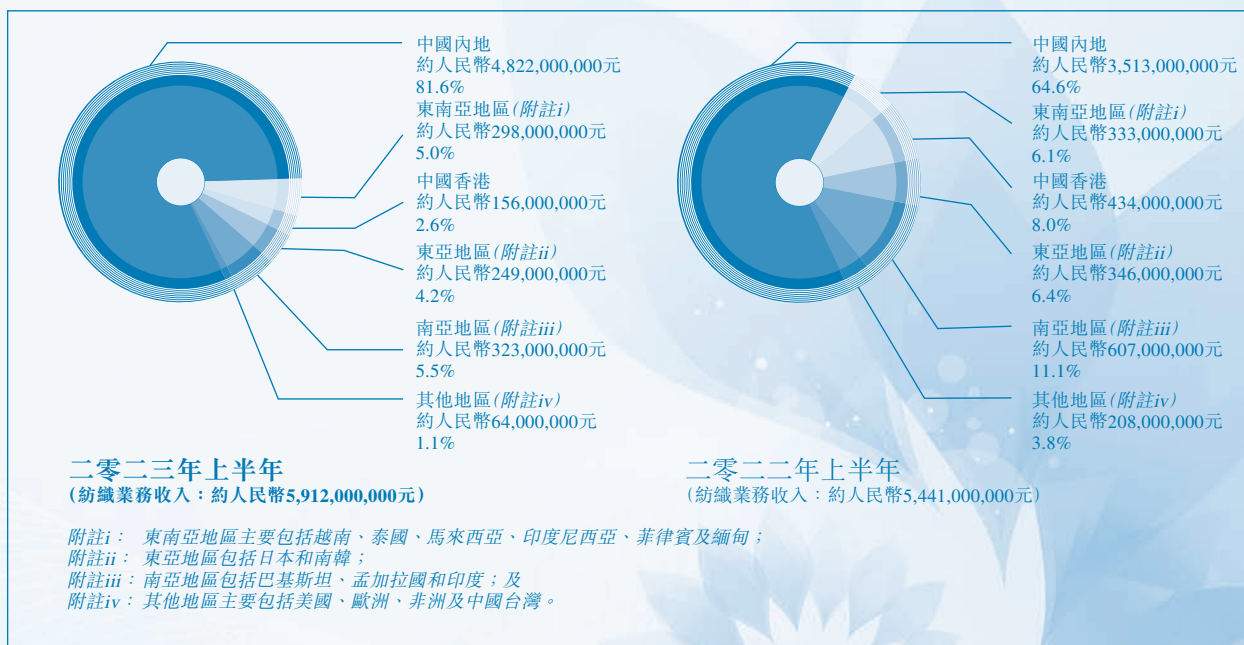 中國內地
約人民幣4,822,000,000元
81.6%
東南亞地區(附註i)
約人民幣298,000,000元
5.0%
中國香港
約人民幣156,000,000元
2.6%
東亞地區(附註ii)
約人民幣249,000,000元
4.2%
南亞地區(附註iii)
約人民幣323,000,000元
5.5%
其他地區(附註iv)
約人民幣64,000,000元
1.1%
二零二三年上半年
(紡織業務收入：約人民幣5,912,000,000元)
中國內地
約人民幣3,513,000,000元
64.6%
東南亞地區(附註i)
約人民幣333,000,000元
6.1%
中國香港
約人民幣434,000,000元
8.0%
東亞地區(附註ii)
約人民幣346,000,000元
6.4%
南亞地區(附註iii)
約人民幣607,000,000元
11.1%
其他地區(附註iv)
約人民幣208,000,000元
3.8%
二零二二年上半年
(紡織業務收入：約人民幣5,441,000,000元)
附註i： 東南亞地區主要包括越南、泰國、馬來西亞、印度尼西亞、菲律賓及緬甸；
附註ii： 東亞地區包括日本和南韓；
附註iii：南亞地區包括巴基斯坦、孟加拉國和印度；及
附註iv：其他地區主要包括美國、歐洲、非洲及中國台灣。